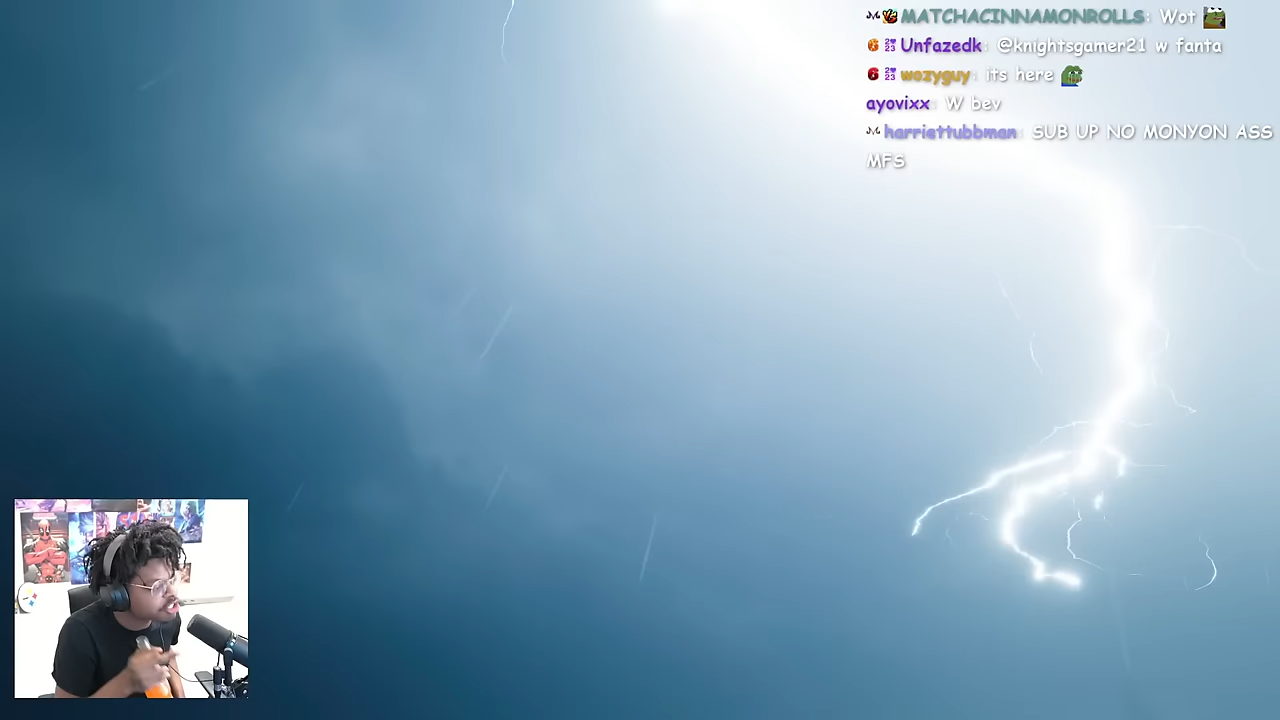 MATCHACINNAMONROLLS: Wot
Unfazedk: @knightsgamer21 w fanta
wozyguy: its here
ayovixx: W bev
harriettubbman: SUB UP NO MONYON ASS
MFS